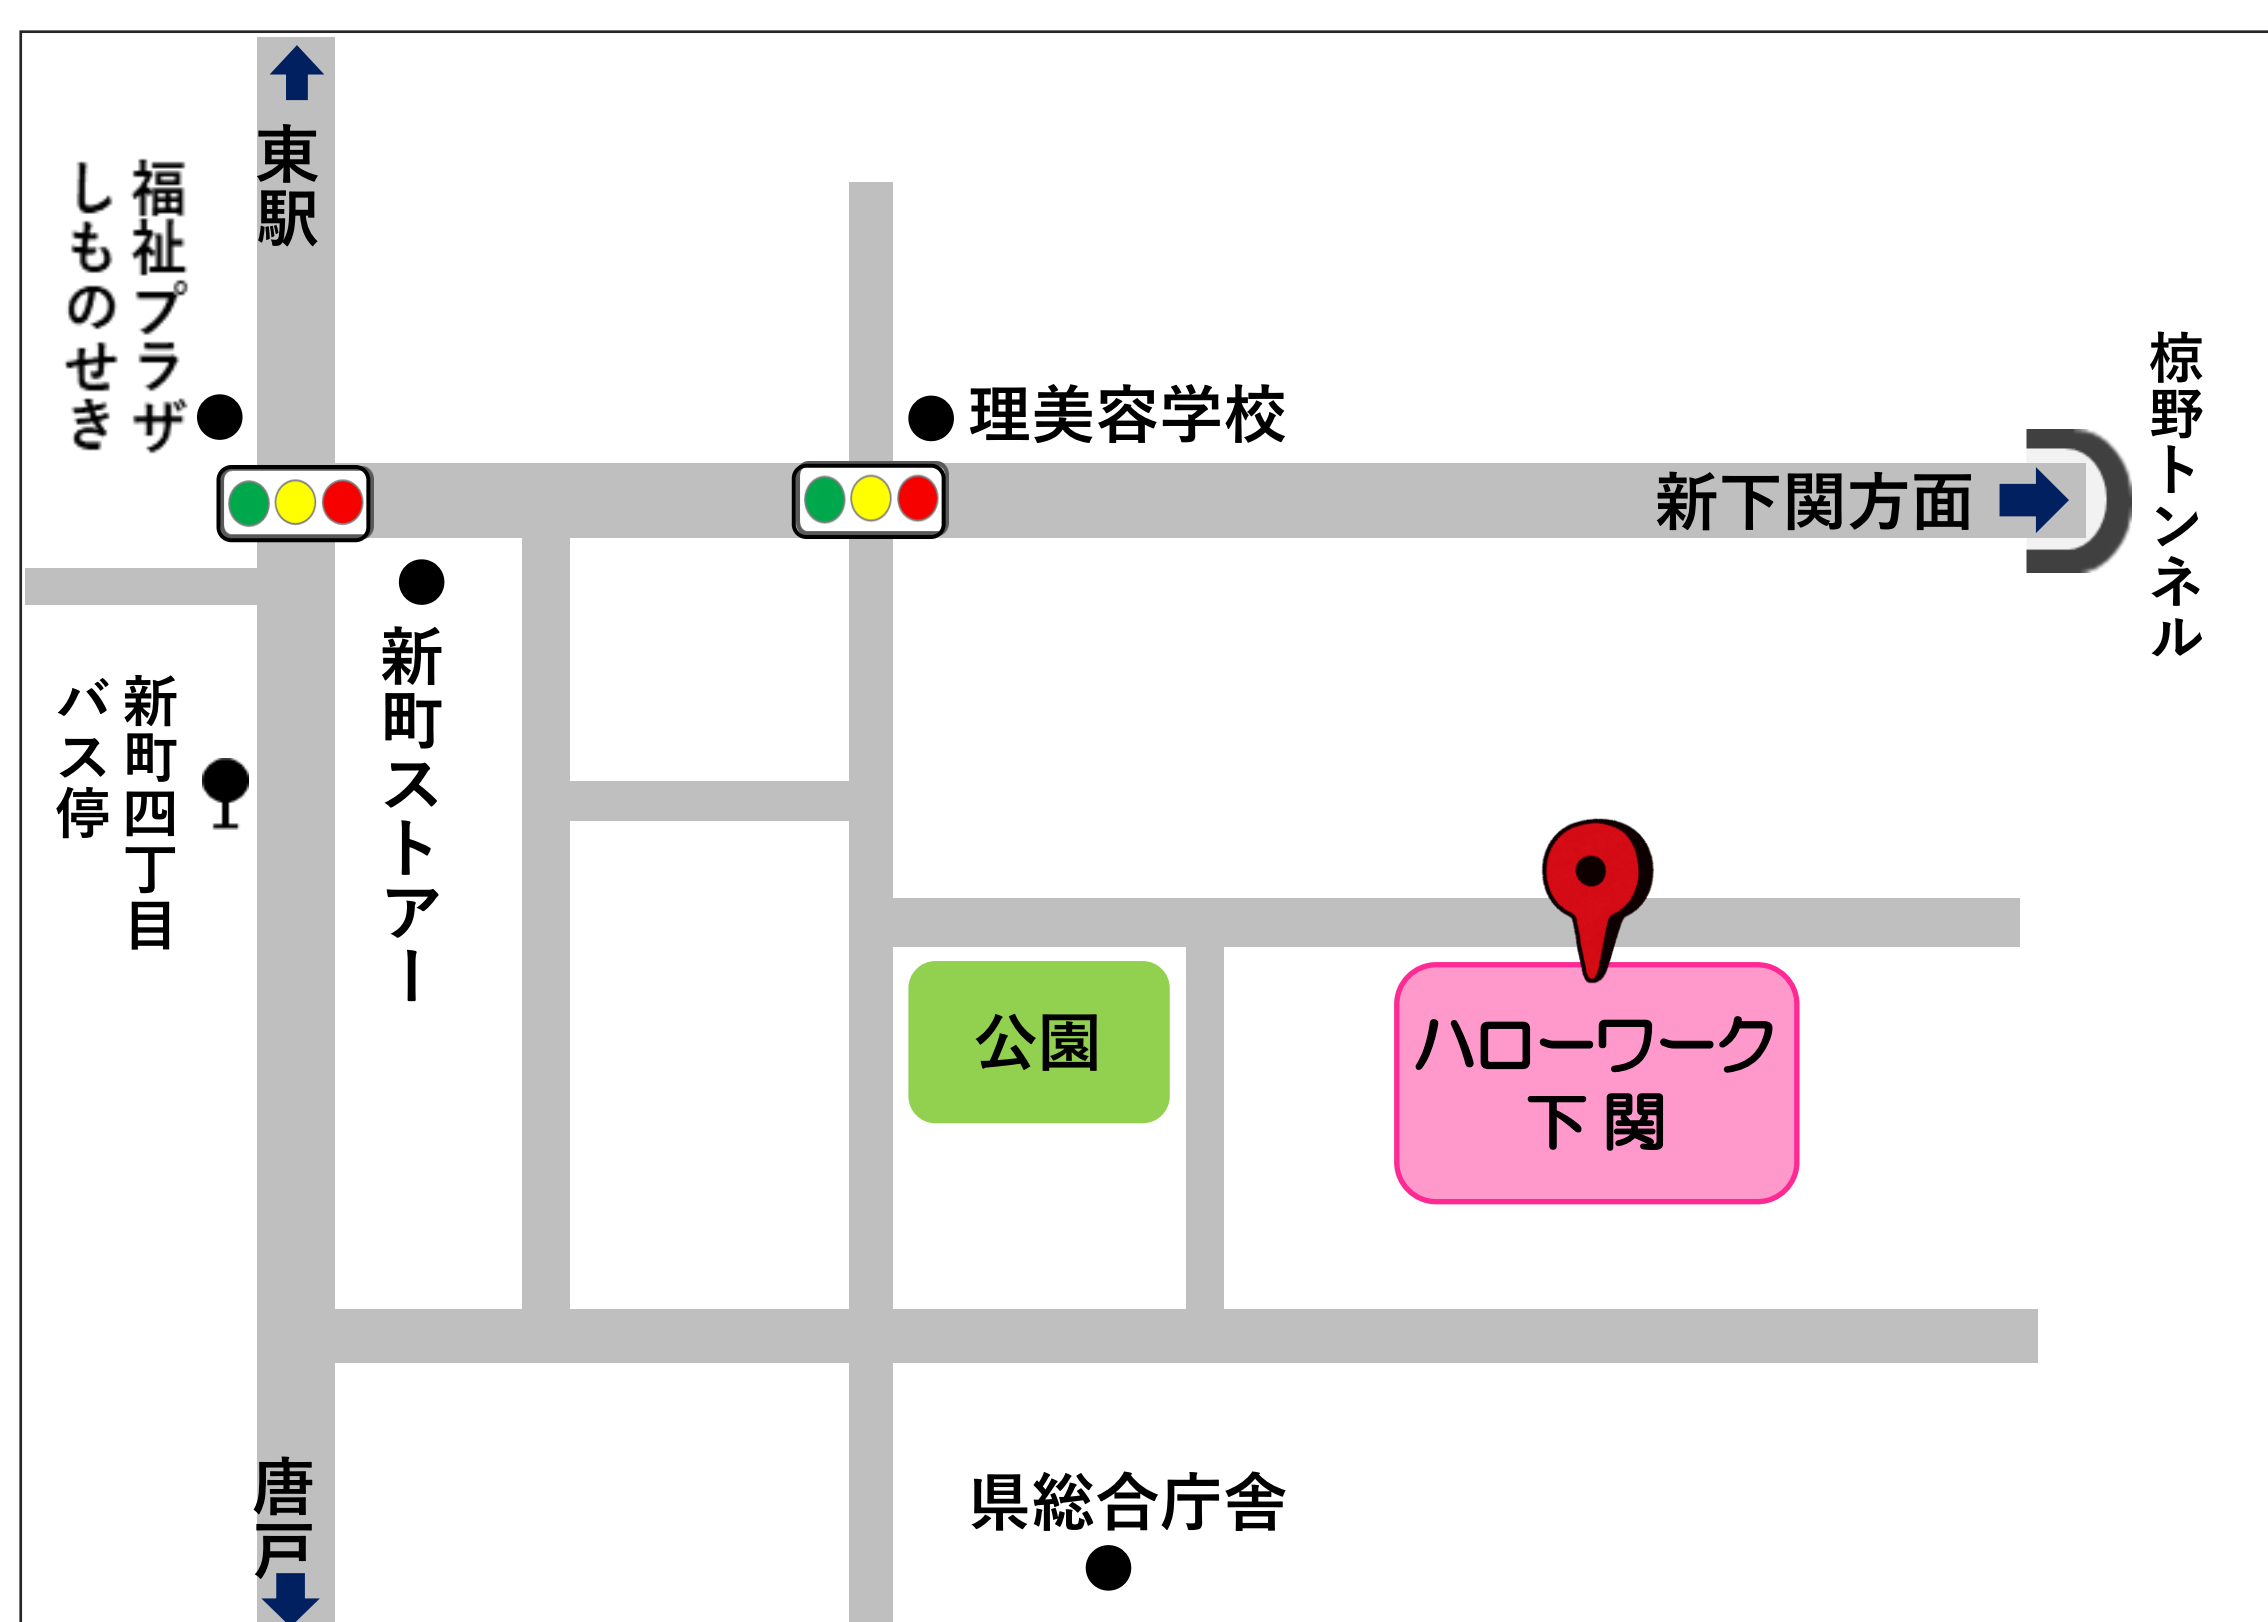 東駅
福祉プラザ
しものせき
理美容学校
椋野トンネル
新下関方面
新町ストアー
新町四丁目
バス停
公園
ハローワーク
下関
県総合庁舎
唐戸